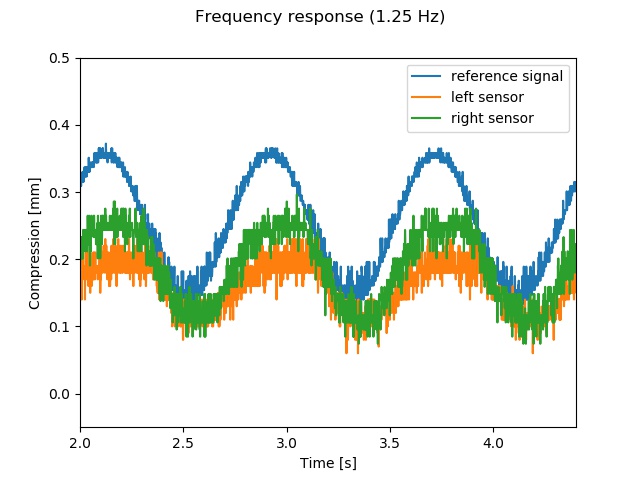 Frequency response (1.25 Hz)
0.5
0.4
0.3
0.2
0.1
0.0
Compression [mm]
reference signal
left sensor
right sensor
2.0 2.5 3.0 3.5 4.0
Time [s]